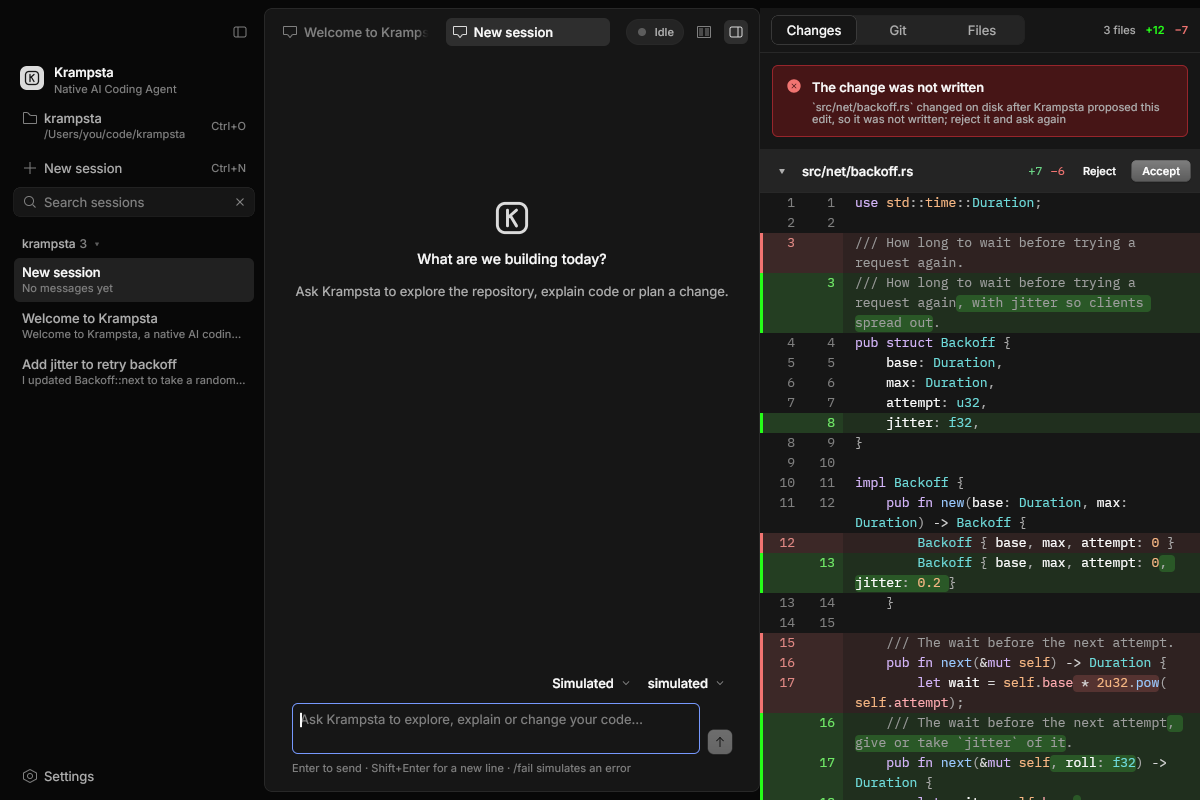 Krampsta
Native AI Coding Agent
krampsta
/Users/you/code/krampsta
Ctrl+O
New session
Ctrl+N
Search sessions
krampsta 3
New session
No messages yet
Welcome to Krampsta
Welcome to Krampsta, a native AI codin...
Add jitter to retry backoff
I updated Backoff::next to take a random...
Settings
Welcome to Kramps
New session
Idle
What are we building today?
Ask Krampsta to explore the repository, explain code or plan a change.
Simulated
simulated
Ask Krampsta to explore, explain or change your code...
Enter to send · Shift+Enter for a new line · /fail simulates an error
Changes
Git
Files
3 files +12 −7
The change was not written
`src/net/backoff.rs` changed on disk after Krampsta proposed this
edit, so it was not written; reject it and ask again
src/net/backoff.rs
+7 −6
Reject
Accept
1 1 use std::time::Duration;
2 2
3 /// How long to wait before trying a
request again.
3 /// How long to wait before trying a
request again, with jitter so clients
spread out.
4 4 pub struct Backoff {
5 5 base: Duration,
6 6 max: Duration,
7 7 attempt: u32,
8 jitter: f32,
8 9 }
9 10
10 11 impl Backoff {
11 12 pub fn new(base: Duration, max:
Duration) -> Backoff {
12 Backoff { base, max, attempt: 0 }
13 Backoff { base, max, attempt: 0,
jitter: 0.2 }
13 14 }
14 15
15 /// The wait before the next attempt.
16 pub fn next(&mut self) -> Duration {
17 let wait = self.base * 2u32.pow(
self.attempt);
16 /// The wait before the next attempt,
give or take `jitter` of it.
17 pub fn next(&mut self, roll: f32) ->
Duration {